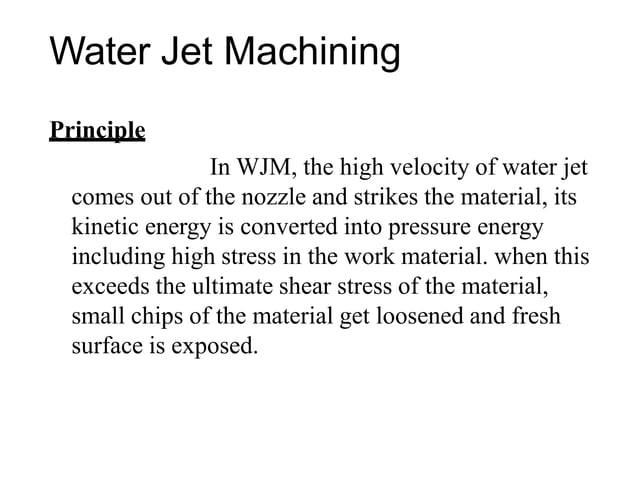 Water Jet Machining
Principle
In WJM, the high velocity of water jet
comes out of the nozzle and strikes the material, its
kinetic energy is converted into pressure energy
including high stress in the work material. when this
exceeds the ultimate shear stress of the material,
small chips of the material get loosened and fresh
surface is exposed.